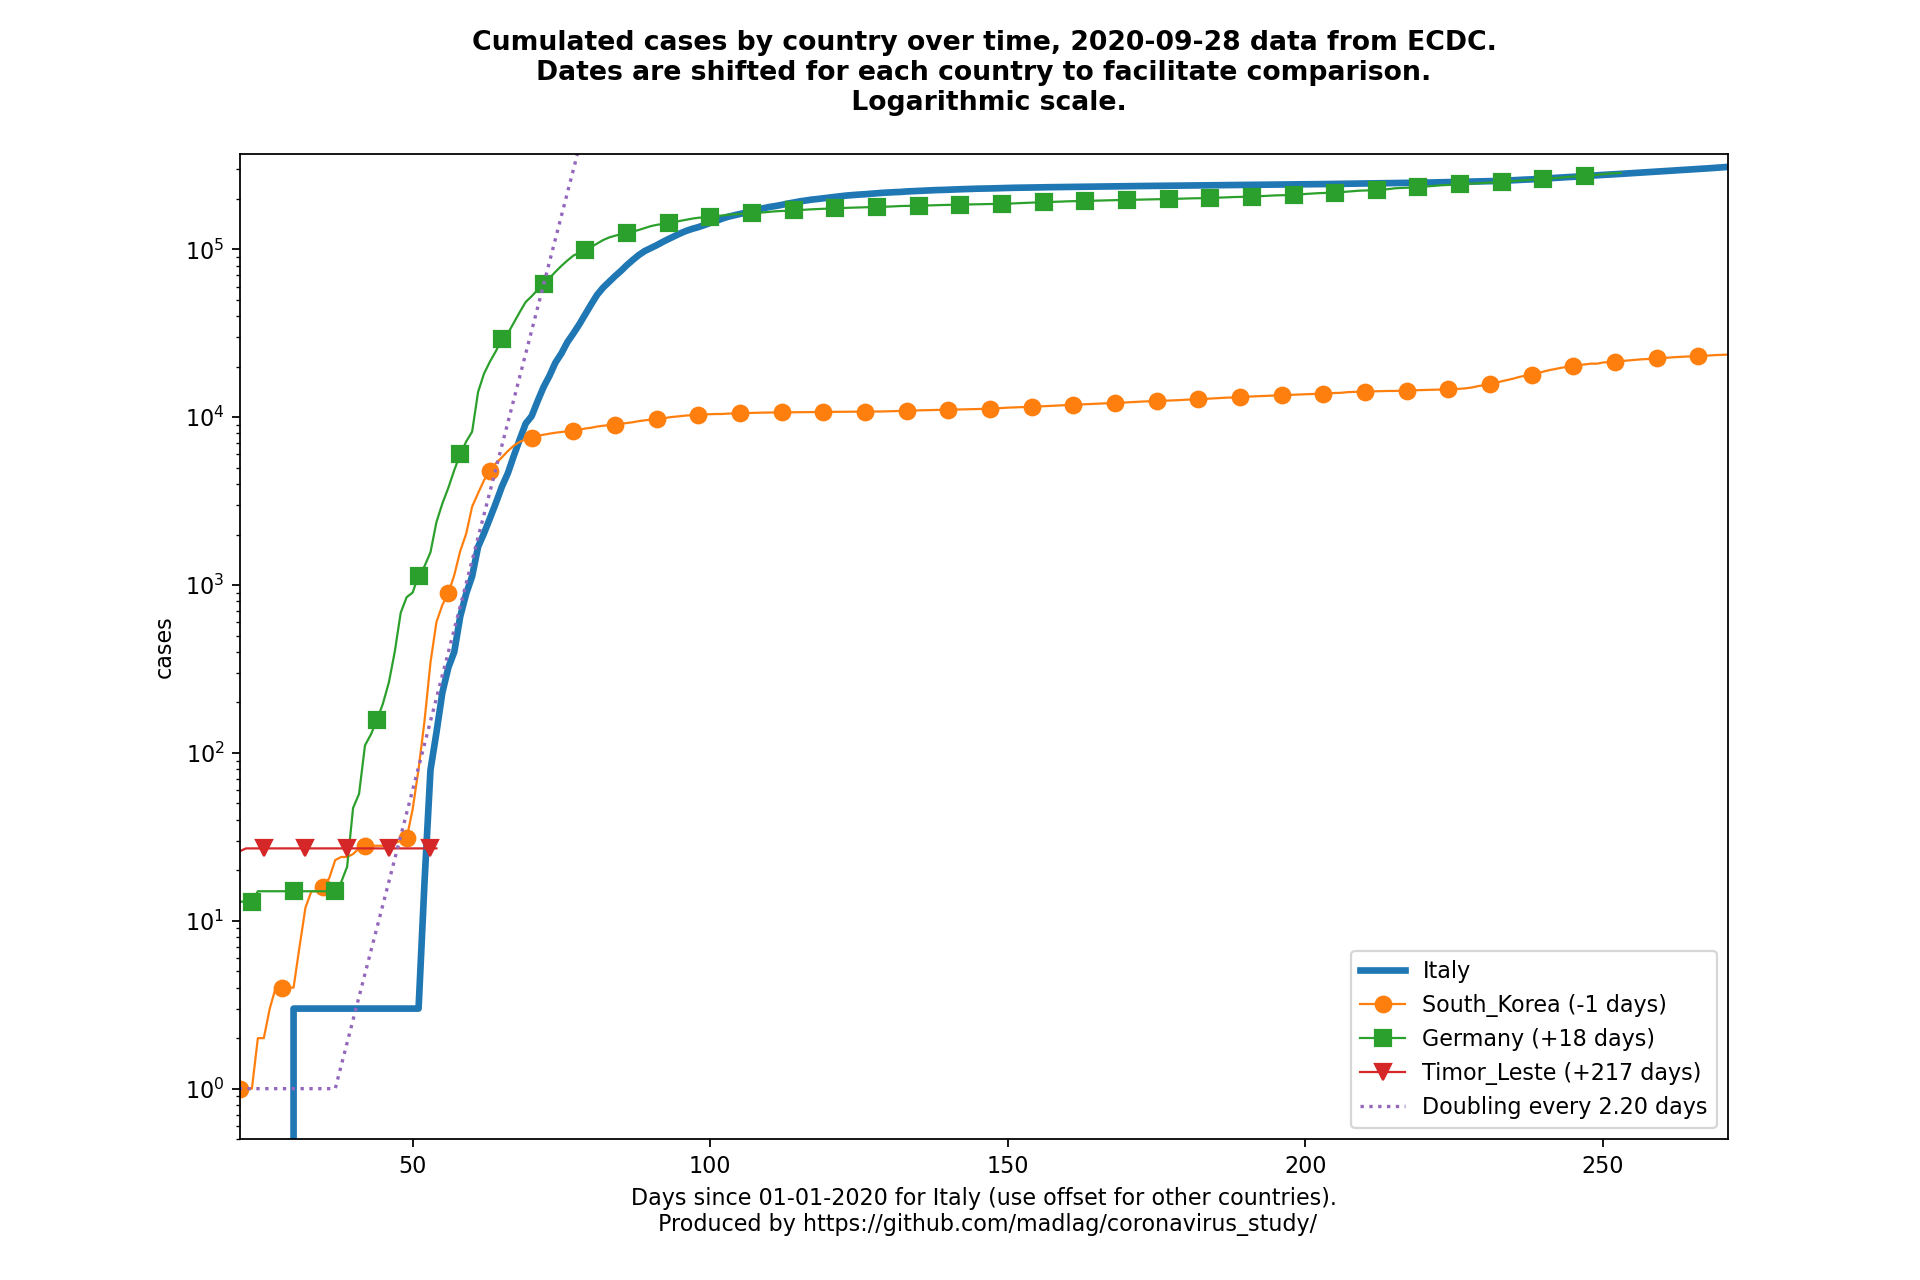 Cumulated cases by country over time, 2020-09-28 data from ECDC.
Dates are shifted for each country to facilitate comparison.
Logarithmic scale.
cases
10^5
10^4
10^3
10^2
10^1
10^0
50
100
150
200
250
Italy
South_Korea (-1 days)
Germany (+18 days)
Timor_Leste (+217 days)
Doubling every 2.20 days
Days since 01-01-2020 for Italy (use offset for other countries).
Produced by https://github.com/madlag/coronavirus_study/